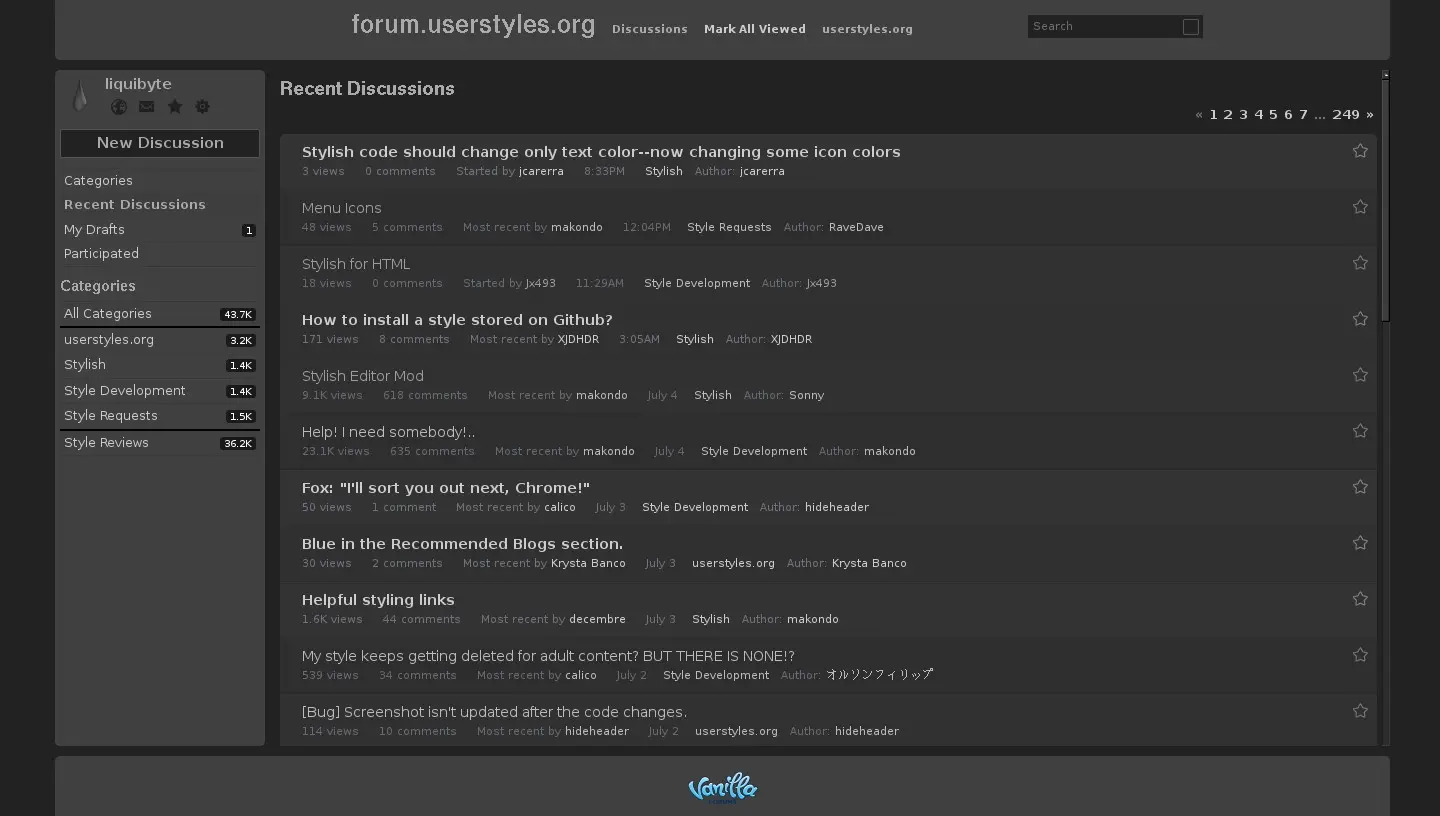 forum.userstyles.org Discussions Mark All Viewed userstyles.org Search
liquibyte
New Discussion
Categories
Recent Discussions
My Drafts 1
Participated
Categories
All Categories 43.7K
userstyles.org 3.2K
Stylish 1.4K
Style Development 1.4K
Style Requests 1.5K
Style Reviews 36.2K
Recent Discussions
« 1 2 3 4 5 6 7 … 249 »
Stylish code should change only text color--now changing some icon colors
3 views 0 comments Started by jcarerra 8:33PM Stylish Author: jcarerra
Menu Icons
48 views 5 comments Most recent by makondo 12:04PM Style Requests Author: RaveDave
Stylish for HTML
18 views 0 comments Started by Jx493 11:29AM Style Development Author: Jx493
How to install a style stored on Github?
171 views 8 comments Most recent by XJDHDR 3:05AM Stylish Author: XJDHDR
Stylish Editor Mod
9.1K views 618 comments Most recent by makondo July 4 Stylish Author: Sonny
Help! I need somebody!..
23.1K views 635 comments Most recent by makondo July 4 Style Development Author: makondo
Fox: "I'll sort you out next, Chrome!"
50 views 1 comment Most recent by calico July 3 Style Development Author: hideheader
Blue in the Recommended Blogs section.
30 views 2 comments Most recent by Krysta Banco July 3 userstyles.org Author: Krysta Banco
Helpful styling links
1.6K views 44 comments Most recent by decembre July 3 Stylish Author: makondo
My style keeps getting deleted for adult content? BUT THERE IS NONE!?
539 views 34 comments Most recent by calico July 2 Style Development Author: オルソンフィリップ
[Bug] Screenshot isn't updated after the code changes.
114 views 10 comments Most recent by hideheader July 2 userstyles.org Author: hideheader
Vanilla